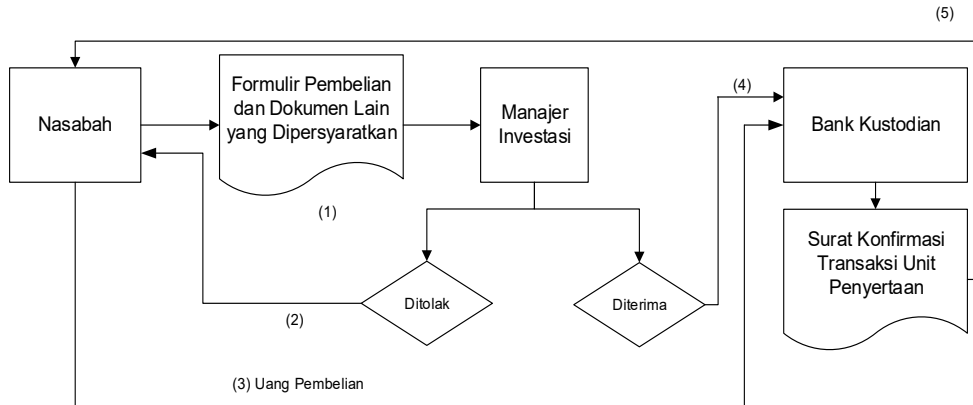 (5)
Nasabah
Formulir Pembelian
dan Dokumen Lain
yang Dipersyaratkan
(1)
Manajer
Investasi
(4)
Bank Kustodian
Surat Konfirmasi
Transaksi Unit
Penyertaan
Ditolak
Diterima
(2)
(3) Uang Pembelian